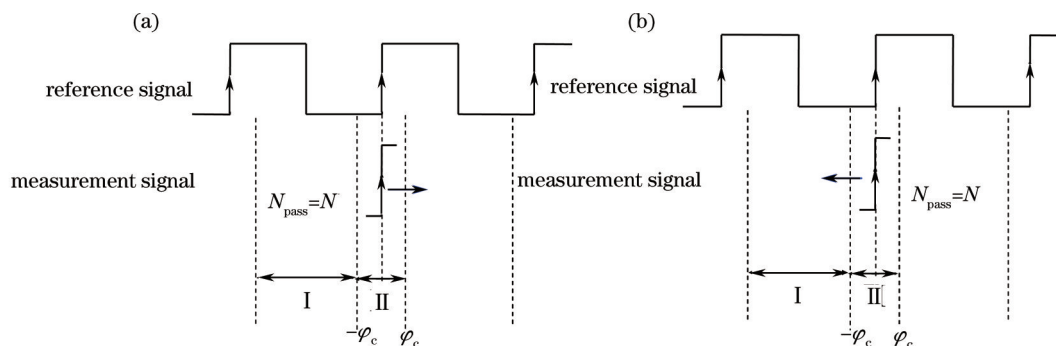 (a)
reference signal
measurement signal
N_pass=N
I
II
−φ_c
φ_c
(b)
reference signal
measurement signal
N_pass=N
I
II
−φ_c
φ_c